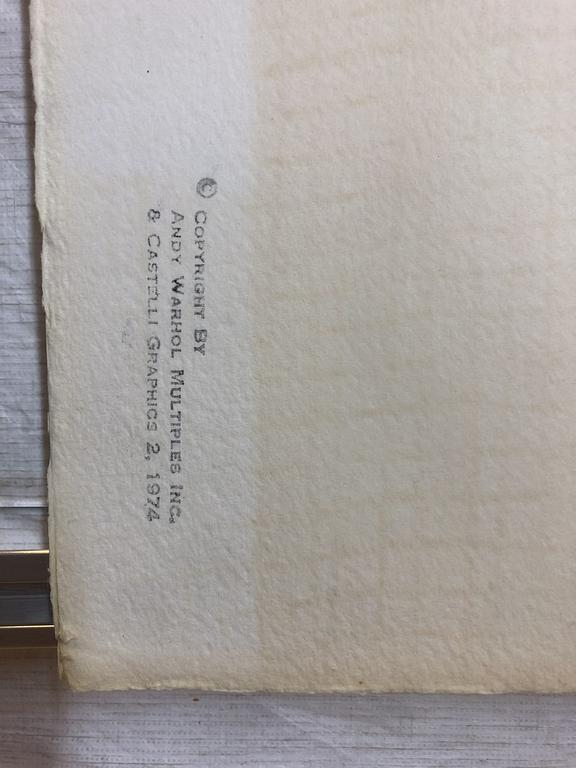 © COPYRIGHT BY
ANDY WARHOL MULTIPLES INC.
& CASTELLI GRAPHICS 2, 1974